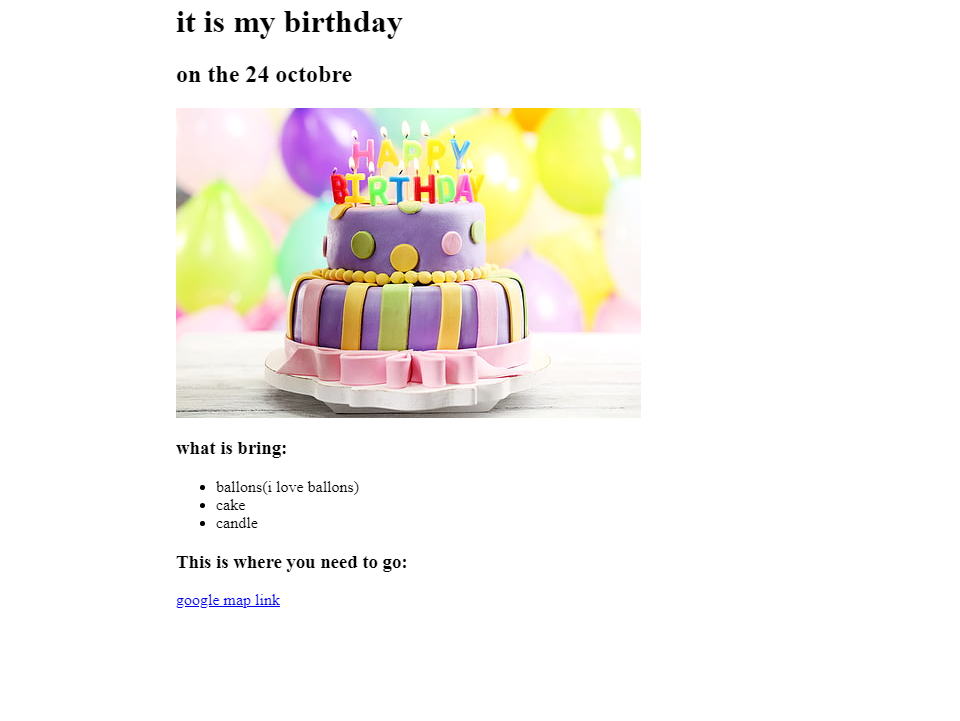 it is my birthday
on the 24 octobre
HAPPY
BIRTHDAY
what is bring:
ballons(i love ballons)
cake
candle
This is where you need to go:
google map link